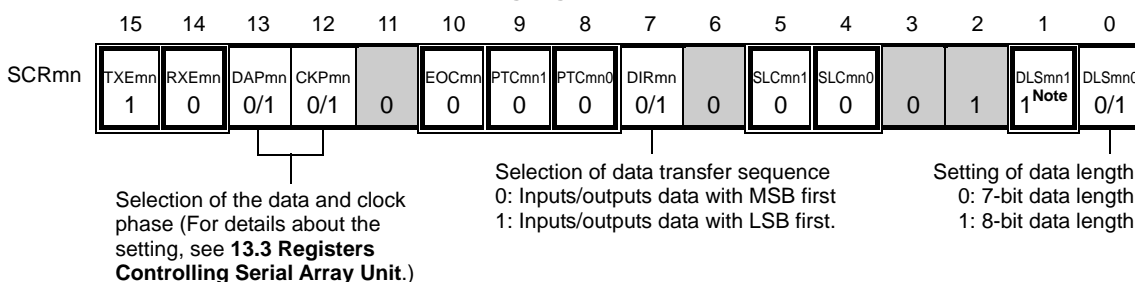 15 14 13 12 11 10 9 8 7 6 5 4 3 2 1 0
SCRmn TXEmn RXEmn DAPmn CKPmn EOCmn PTCmn1 PTCmn0 DIRmn SLCmn1 SLCmn0 DLSmn1 DLSmn0
1 0 0/1 0/1 0 0 0 0 0/1 0 0 0 0 1 1 Note 0/1
Selection of data transfer sequence
0: Inputs/outputs data with MSB first
1: Inputs/outputs data with LSB first.
Setting of data length
0: 7-bit data length
1: 8-bit data length
Selection of the data and clock
phase (For details about the
setting, see 13.3 Registers
Controlling Serial Array Unit.)